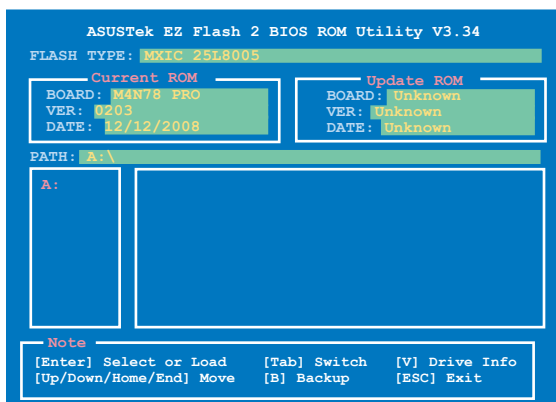 ASUSTek EZ Flash 2 BIOS ROM Utility V3.34
FLASH TYPE: MXIC 25L8005
Current ROM
BOARD: M4N78 PRO
VER: 0203
DATE: 12/12/2008
Update ROM
BOARD: Unknown
VER: Unknown
DATE: Unknown
PATH: A:\
A:
Note
[Enter] Select or Load [Tab] Switch [V] Drive Info
[Up/Down/Home/End] Move [B] Backup [ESC] Exit